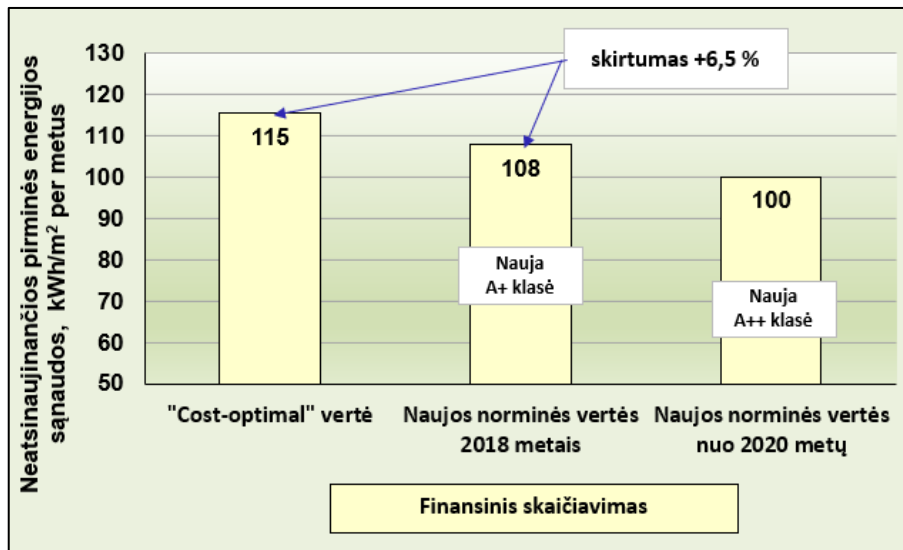 Neatsinaujinančios pirminės energijos
sąnaudos, kWh/m² per metus
130
120
110
100
90
80
70
60
50
skirtumas +6,5 %
115
108
100
Nauja
A+ klasė
Nauja
A++ klasė
"Cost-optimal" vertė
Naujos norminės vertės
2018 metais
Naujos norminės vertės
nuo 2020 metų
Finansinis skaičiavimas